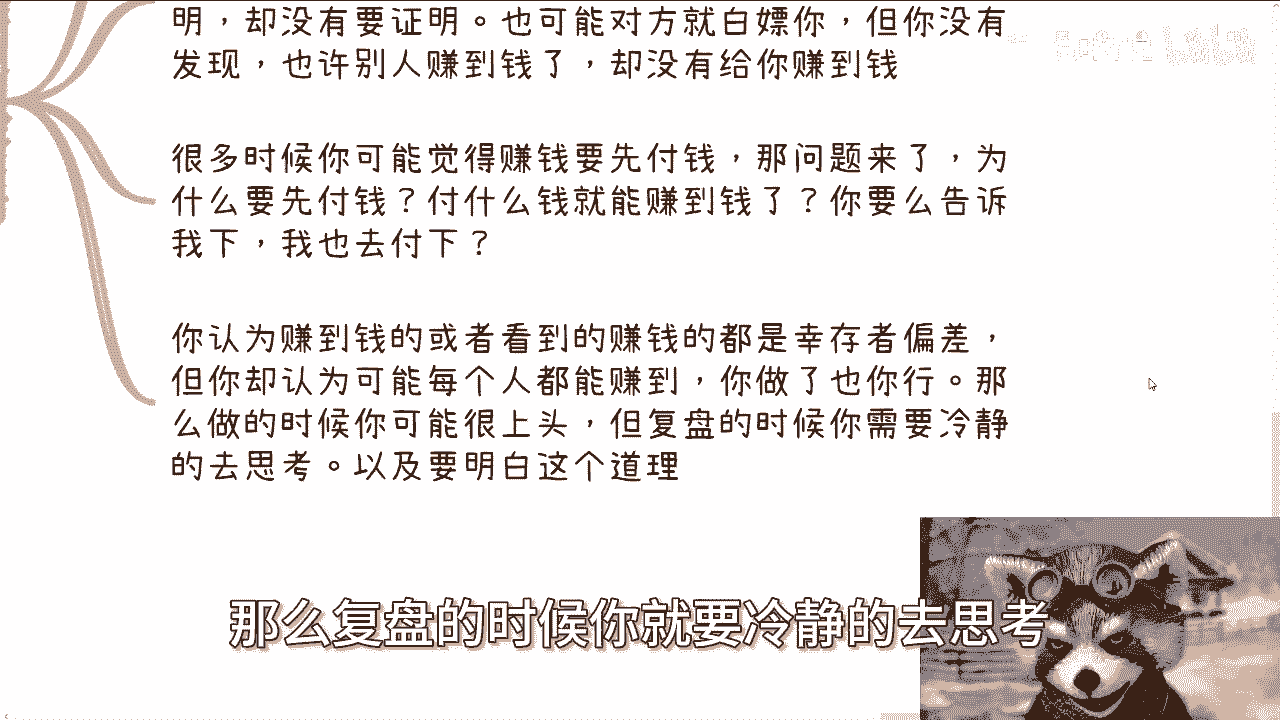 明，却没有要证明。也可能对方就白嫖你，但你没有
发现，也许别人赚到钱了，却没有给你赚到钱
很多时候你可能觉得赚钱要先付钱，那问题来了，为
什么要先付钱？付什么钱就能赚到钱了？你要么告诉
我下，我也去付下？
你认为赚到钱的或者看到的赚钱的都是幸存者偏差，
但你却认为可能每个人都能赚到，你做了也你行。那
么做的时候你可能很上头，但复盘的时候你需要冷静
的去思考。以及要明白这个道理
那么复盘的时候你就要冷静的去思考